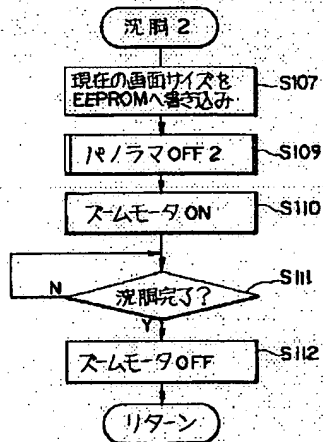 沈胴2
現在の画面サイズを
EEPROMへ書き込み
S107
パノラマOFF2
S109
ズームモータON
S110
沈胴完了?
S111
N
Y
ズームモータOFF
S112
リターン